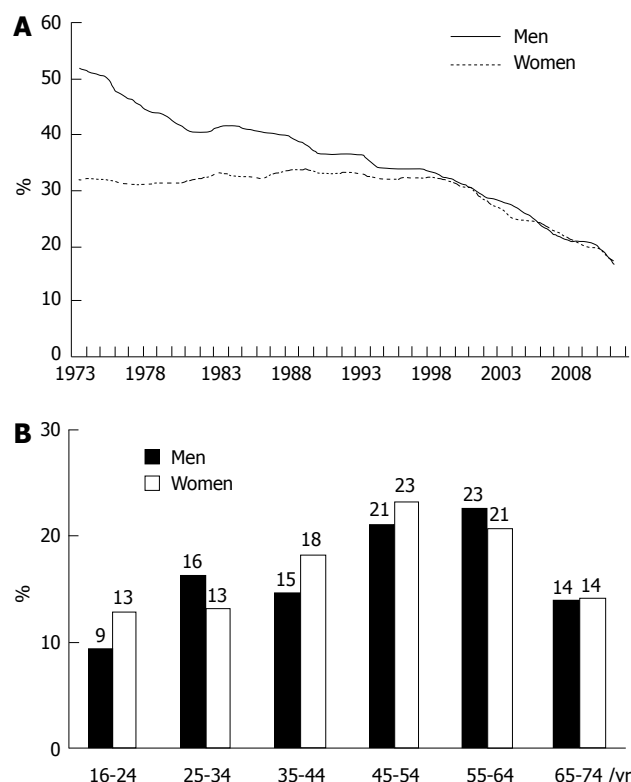 A
60
Men
Women
50
40
30
20
10
0
%
1973 1978 1983 1988 1993 1998 2003 2008
B
30
Men
Women
20
10
0
%
9 13 16 13 15 18 21 23 23 21 14 14
16-24 25-34 35-44 45-54 55-64 65-74 /yr